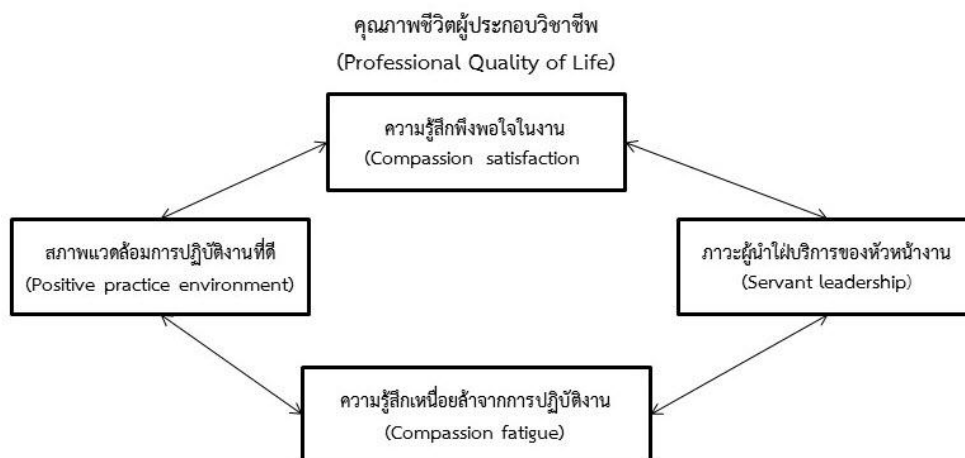 คุณภาพชีวิตผู้ประกอบวิชาชีพ
(Professional Quality of Life)
ความรู้สึกพึงพอใจในงาน
(Compassion satisfaction
สภาพแวดล้อมการปฏิบัติงานที่ดี
(Positive practice environment)
ภาวะผู้นำใฝ่บริการของหัวหน้างาน
(Servant leadership)
ความรู้สึกเหนื่อยล้าจากการปฏิบัติงาน
(Compassion fatigue)